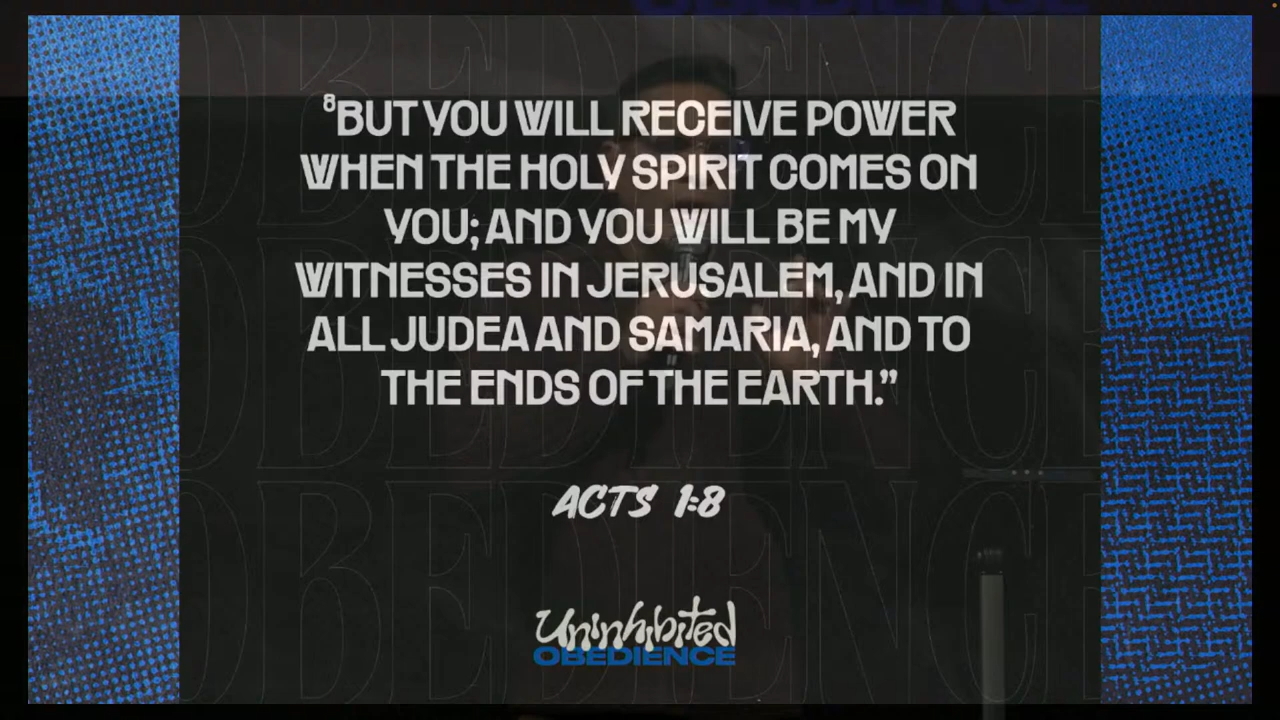 OBEDIENCE
⁸BUT YOU WILL RECEIVE POWER
WHEN THE HOLY SPIRIT COMES ON
YOU; AND YOU WILL BE MY
WITNESSES IN JERUSALEM, AND IN
ALL JUDEA AND SAMARIA, AND TO
THE ENDS OF THE EARTH.”
ACTS 1:8
Uninhibited
OBEDIENCE